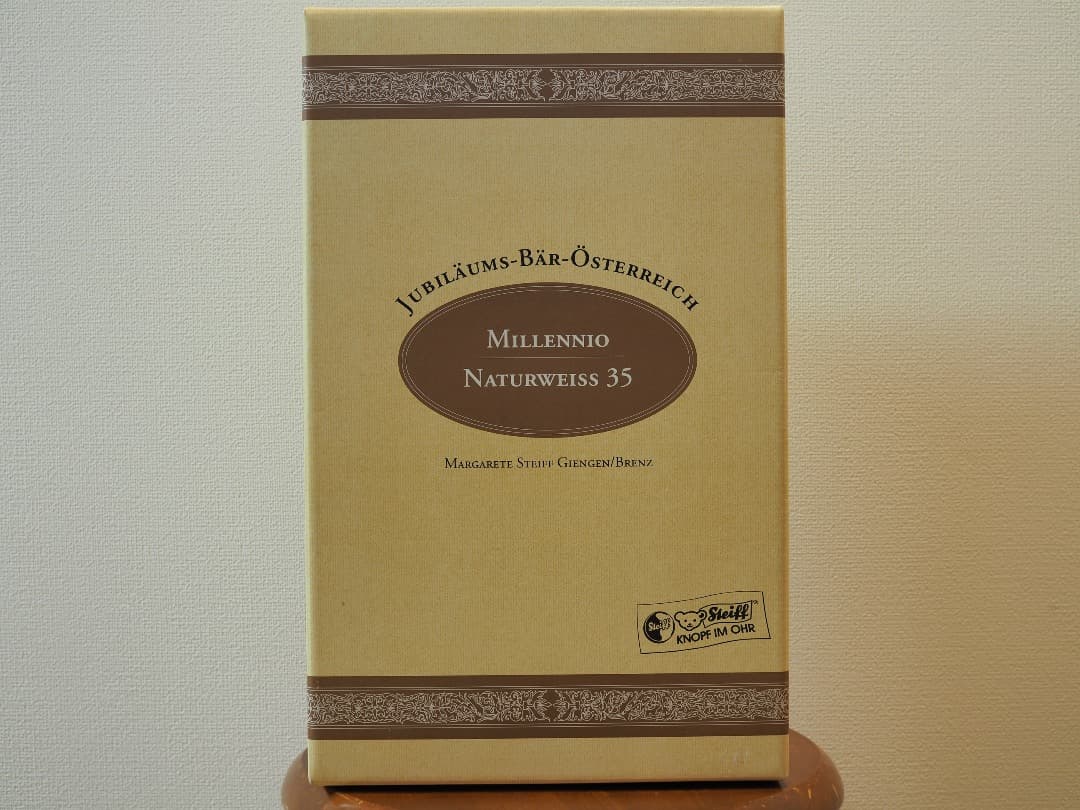 Jubiläums-Bär-Österreich
Millennio
Naturweiss 35
Margarete Steiff Giengen/Brenz
Steiff
Steiff
KNOPF IM OHR